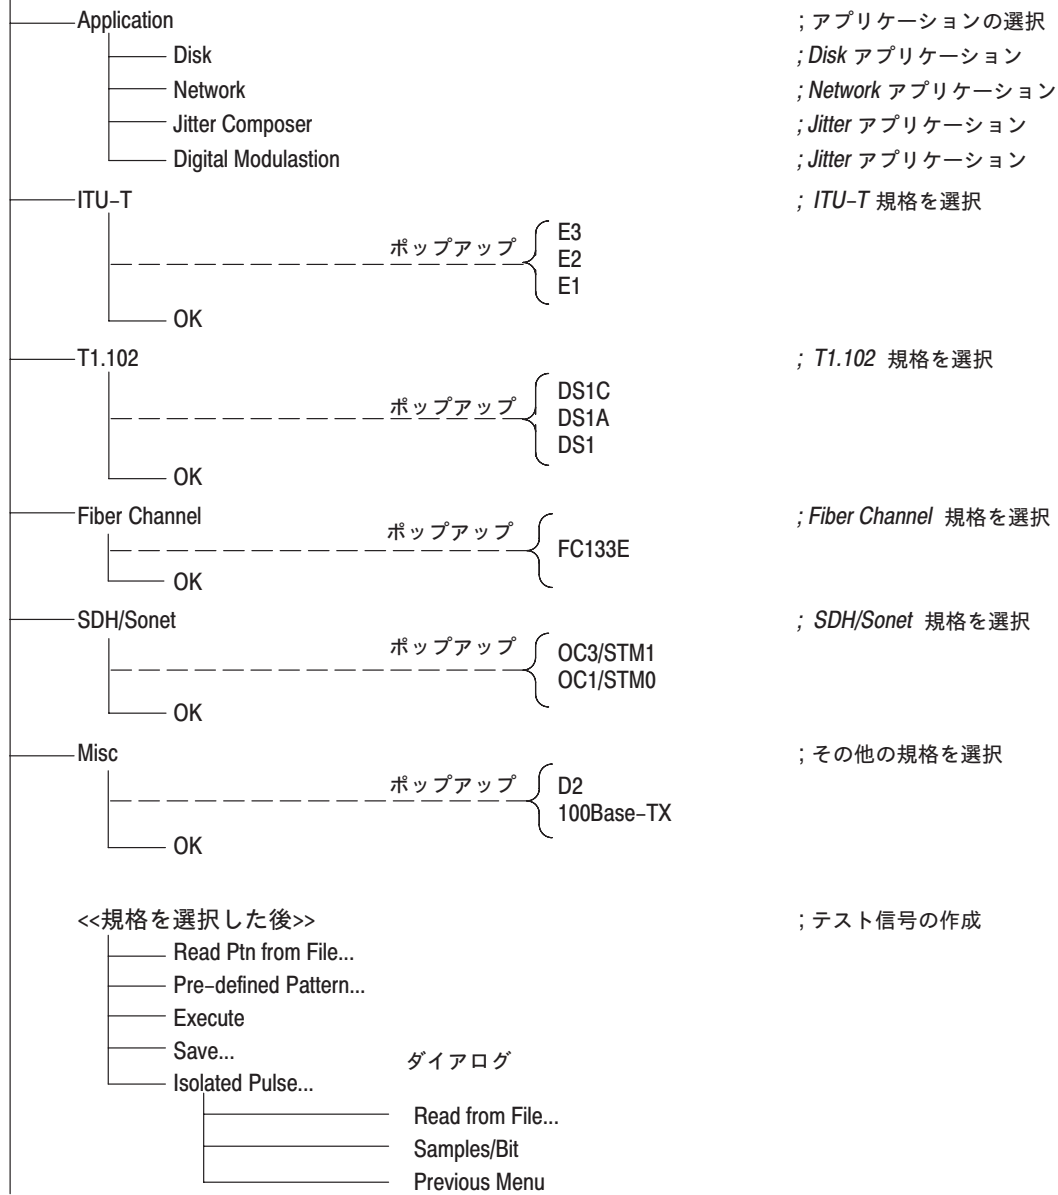 Application ; アプリケーションの選択
Disk ; Disk アプリケーション
Network ; Network アプリケーション
Jitter Composer ; Jitter アプリケーション
Digital Modulastion ; Jitter アプリケーション
ITU-T ; ITU-T 規格を選択
ポップアップ
E3
E2
E1
OK
T1.102 ; T1.102 規格を選択
ポップアップ
DS1C
DS1A
DS1
OK
Fiber Channel ; Fiber Channel 規格を選択
ポップアップ
FC133E
OK
SDH/Sonet ; SDH/Sonet 規格を選択
ポップアップ
OC3/STM1
OC1/STM0
OK
Misc ; その他の規格を選択
ポップアップ
D2
100Base-TX
OK
<<規格を選択した後>> ; テスト信号の作成
Read Ptn from File...
Pre-defined Pattern...
Execute
Save...
ダイアログ
Isolated Pulse...
Read from File...
Samples/Bit
Previous Menu